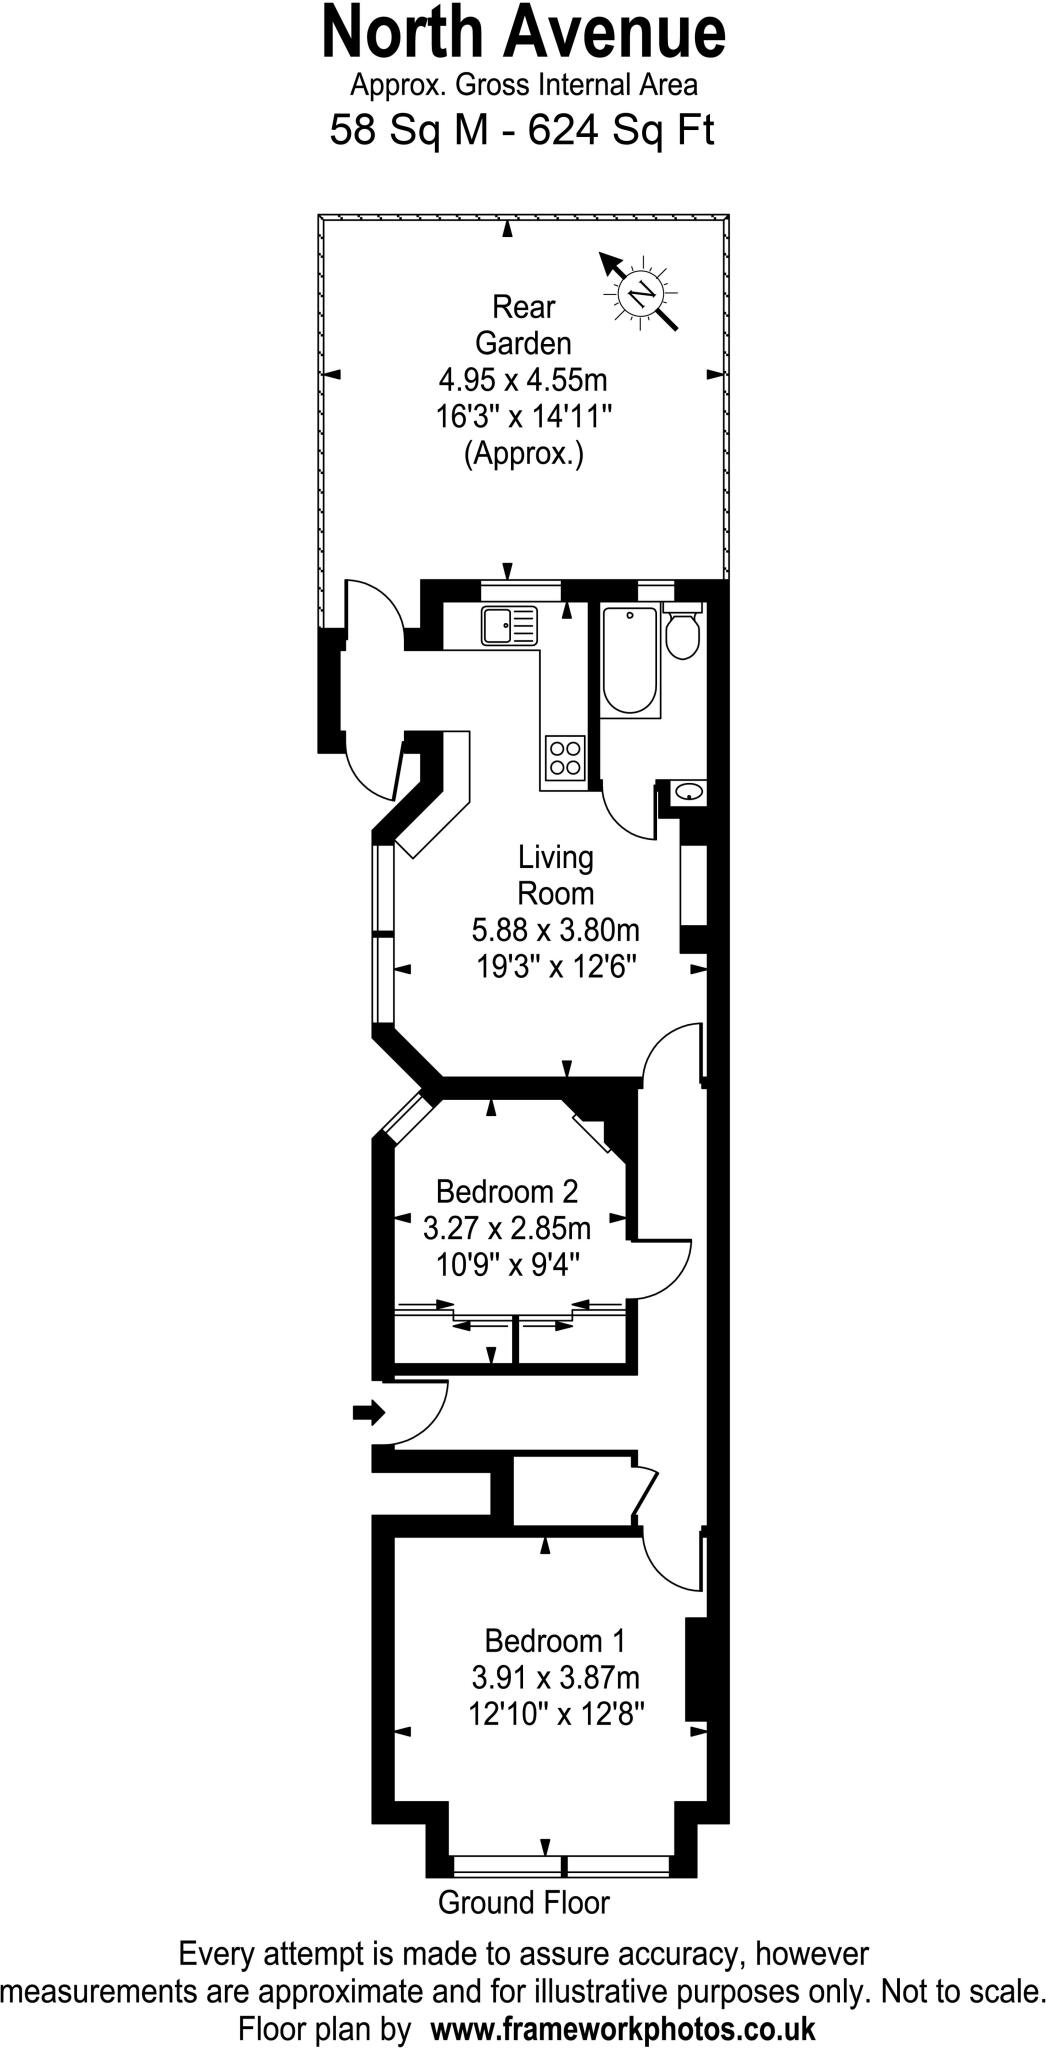 North Avenue
Approx. Gross Internal Area
58 Sq M - 624 Sq Ft
N
Rear
Garden
4.95 x 4.55m
16'3" x 14'11"
(Approx.)
Living
Room
5.88 x 3.80m
19'3" x 12'6"
Bedroom 2
3.27 x 2.85m
10'9" x 9'4"
Bedroom 1
3.91 x 3.87m
12'10" x 12'8"
Ground Floor
Every attempt is made to assure accuracy, however
measurements are approximate and for illustrative purposes only. Not to scale.
Floor plan by www.frameworkphotos.co.uk